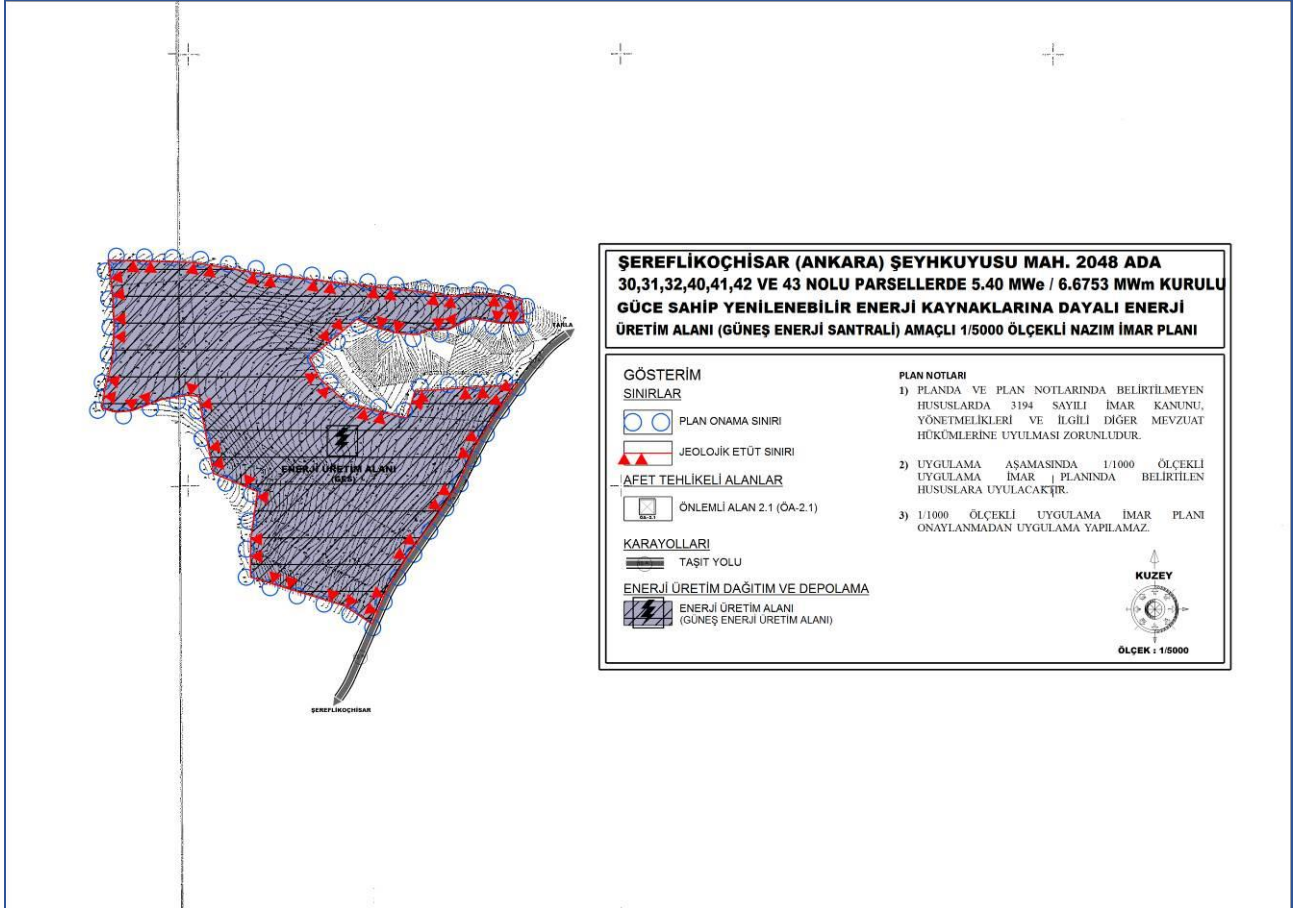 ŞEREFLİKOÇHİSAR (ANKARA) ŞEYHKUYUSU MAH. 2048 ADA
30,31,32,40,41,42 VE 43 NOLU PARSELLERDE 5.40 MWe / 6.6753 MWm KURULU
GÜCE SAHİP YENİLENEBİLİR ENERJİ KAYNAKLARINA DAYALI ENERJİ
ÜRETİM ALANI (GÜNEŞ ENERJİ SANTRALİ) AMAÇLI 1/5000 ÖLÇEKLİ NAZIM İMAR PLANI
TARLA
ENERJİ ÜRETİM ALANI
(GES)
ŞEREFLİKOÇHİSAR
GÖSTERİM
SINIRLAR
PLAN ONAMA SINIRI
JEOLOJİK ETÜT SINIRI
AFET TEHLİKELİ ALANLAR
ÖA-2.1
ÖNLEMLİ ALAN 2.1 (ÖA-2.1)
KARAYOLLARI
TAŞIT YOLU
ENERJİ ÜRETİM DAĞITIM VE DEPOLAMA
ENERJİ ÜRETİM ALANI
(GÜNEŞ ENERJİ ÜRETİM ALANI)
PLAN NOTLARI
1) PLANDA VE PLAN NOTLARINDA BELİRTİLMEYEN
HUSUSLARDA 3194 SAYILI İMAR KANUNU,
YÖNETMELİKLERİ VE İLGİLİ DİĞER MEVZUAT
HÜKÜMLERİNE UYULMASI ZORUNLUDUR.
2) UYGULAMA AŞAMASINDA 1/1000 ÖLÇEKLİ
UYGULAMA İMAR PLANINDA BELİRTİLEN
HUSUSLARA UYULACAKTIR.
3) 1/1000 ÖLÇEKLİ UYGULAMA İMAR PLANI
ONAYLANMADAN UYGULAMA YAPILAMAZ.
KUZEY
ÖLÇEK : 1/5000